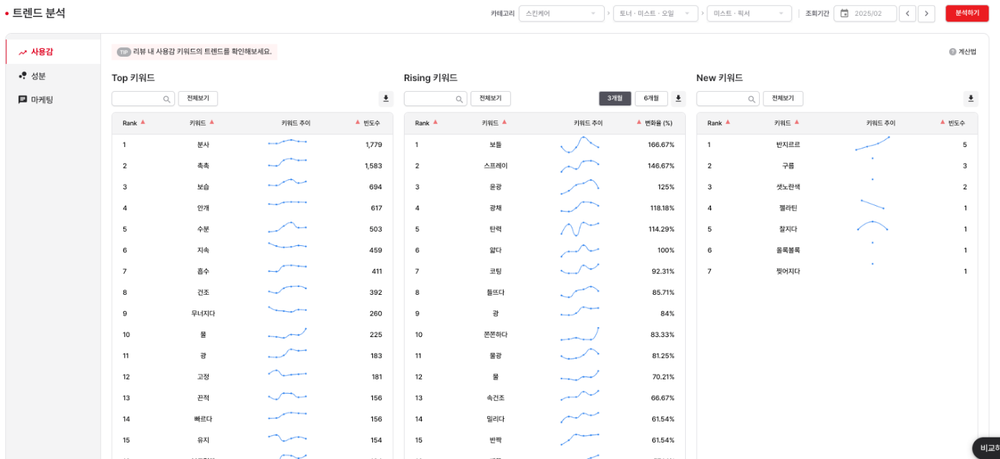 트렌드 분석
카테고리 스킨케어 토너 · 미스트 · 오일 미스트 · 픽서 조회기간 2025/02 분석하기
사용감
성분
마케팅
TIP 리뷰 내 사용감 키워드의 트렌드를 확인해보세요.
계산법
Top 키워드
전체보기
Rank 키워드 키워드 추이 빈도수
1 분사 1,779
2 촉촉 1,583
3 보습 694
4 안개 617
5 수분 503
6 지속 459
7 흡수 411
8 건조 392
9 무너지다 260
10 물 225
11 광 183
12 고정 181
13 끈적 156
14 빠르다 156
15 유지 154
Rising 키워드
전체보기 3개월 6개월
Rank 키워드 키워드 추이 변화율 (%)
1 보들 166.67%
2 스프레이 146.67%
3 윤광 125%
4 광채 118.18%
5 탄력 114.29%
6 얇다 100%
7 코팅 92.31%
8 들뜨다 85.71%
9 광 84%
10 쫀쫀하다 83.33%
11 물광 81.25%
12 물 70.21%
13 속건조 66.67%
14 밀리다 61.54%
15 반짝 61.54%
New 키워드
전체보기
Rank 키워드 키워드 추이 빈도수
1 반지르르 5
2 구름 3
3 샛노란색 2
4 젤라틴 1
5 찰지다 1
6 올록볼록 1
7 찢어지다 1